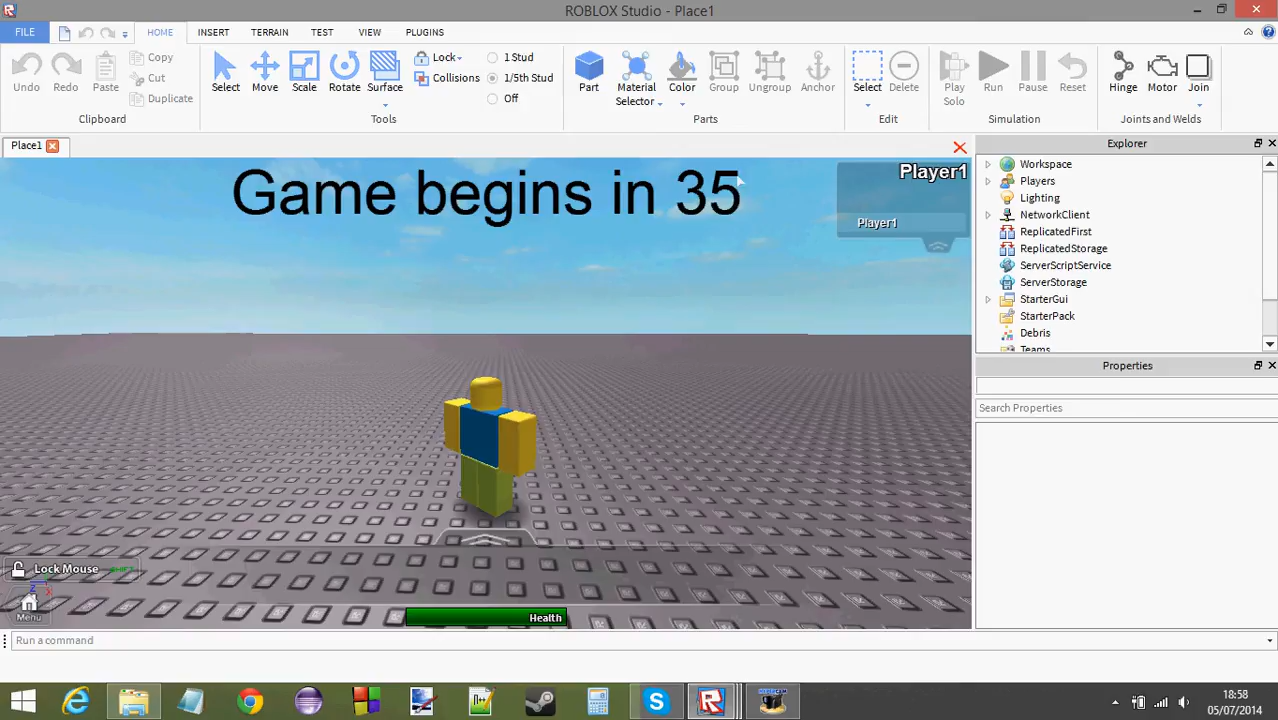 ROBLOX Studio - Place1
FILE HOME INSERT TERRAIN TEST VIEW PLUGINS
Undo Redo Paste Copy Cut Duplicate
Clipboard
Select Move Scale Rotate Surface Lock Collisions 1 Stud 1/5th Stud Off
Tools
Part Material Selector Color Group Ungroup Anchor
Parts
Select Delete
Edit
Play Solo Run Pause Reset
Simulation
Hinge Motor Join
Joints and Welds
Place1
Game begins in 35
Player1
Player1
Lock Mouse SHIFT
Z X
Menu
Health
Run a command
Explorer
Workspace
Players
Lighting
NetworkClient
ReplicatedFirst
ReplicatedStorage
ServerScriptService
ServerStorage
StarterGui
StarterPack
Debris
Teams
Properties
Search Properties
18:58
05/07/2014